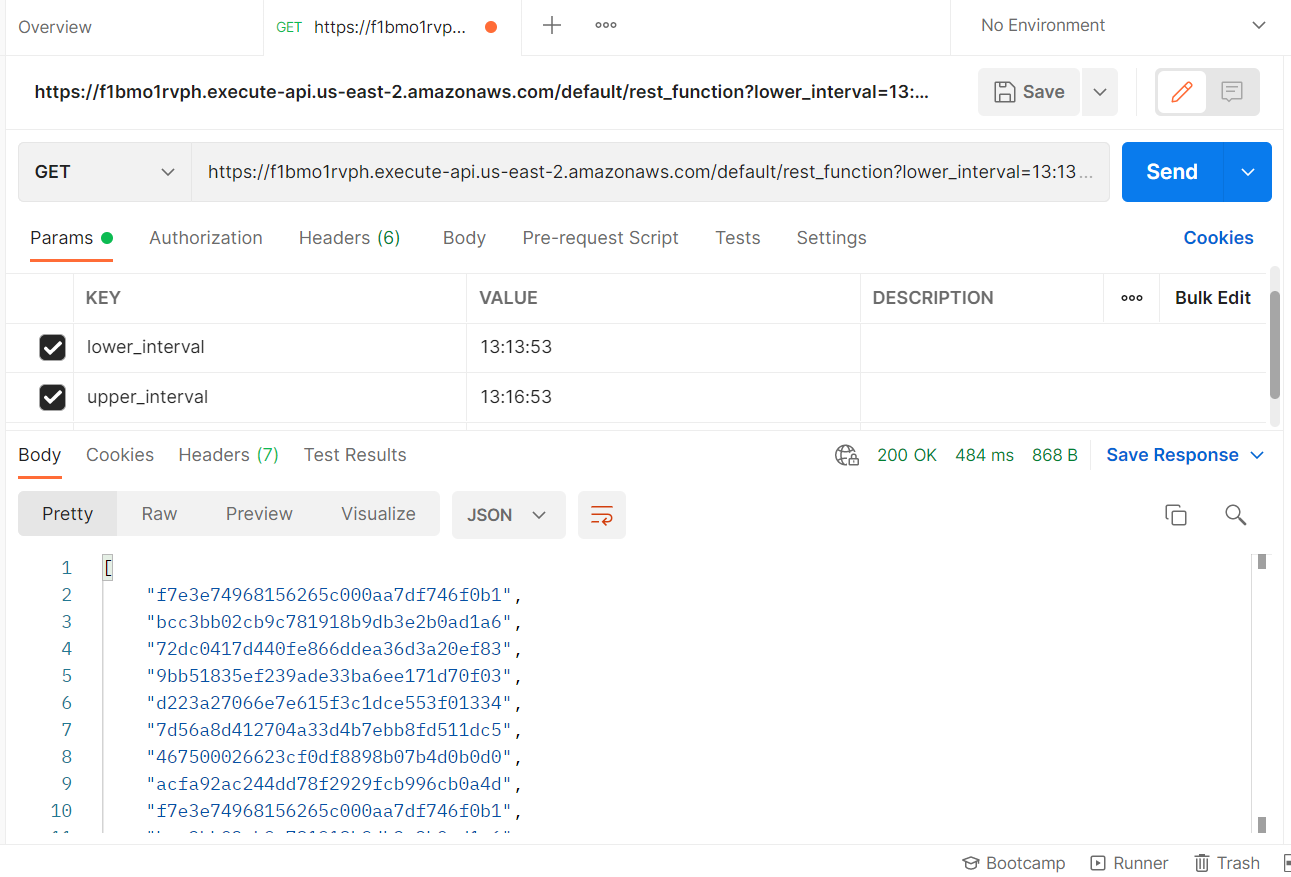 Overview
GET https://f1bmo1rvp...
No Environment
https://f1bmo1rvph.execute-api.us-east-2.amazonaws.com/default/rest_function?lower_interval=13:...
Save
GET
https://f1bmo1rvph.execute-api.us-east-2.amazonaws.com/default/rest_function?lower_interval=13:13...
Send
Params Authorization Headers (6) Body Pre-request Script Tests Settings Cookies
KEY VALUE DESCRIPTION ooo Bulk Edit
lower_interval 13:13:53
upper_interval 13:16:53
Body Cookies Headers (7) Test Results 200 OK 484 ms 868 B Save Response
Pretty Raw Preview Visualize JSON
1 [
2 "f7e3e74968156265c000aa7df746f0b1",
3 "bcc3bb02cb9c781918b9db3e2b0ad1a6",
4 "72dc0417d440fe866ddea36d3a20ef83",
5 "9bb51835ef239ade33ba6ee171d70f03",
6 "d223a27066e7e615f3c1dce553f01334",
7 "7d56a8d412704a33d4b7ebb8fd511dc5",
8 "467500026623cf0df8898b07b4d0b0d0",
9 "acfa92ac244dd78f2929fcb996cb0a4d",
10 "f7e3e74968156265c000aa7df746f0b1",
Bootcamp Runner Trash